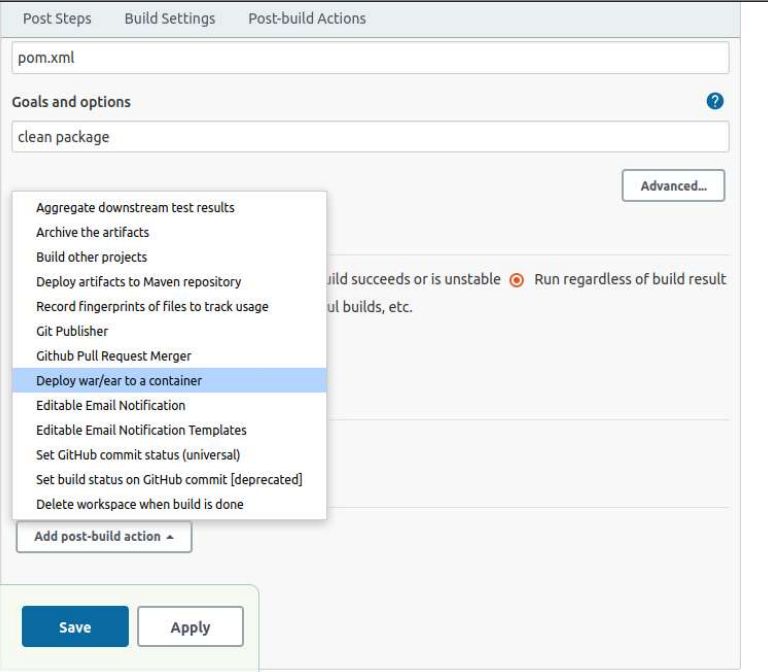 Post Steps Build Settings Post-build Actions
pom.xml
Goals and options
clean package
Advanced...
Aggregate downstream test results
Archive the artifacts
Build other projects
Deploy artifacts to Maven repository
succeeds or is unstable Run regardless of build result
Record fingerprints of files to track usage
builds, etc.
Git Publisher
Github Pull Request Merger
Deploy war/ear to a container
Editable Email Notification
Editable Email Notification Templates
Set GitHub commit status (universal)
Set build status on GitHub commit [deprecated]
Delete workspace when build is done
Add post-build action
Save Apply